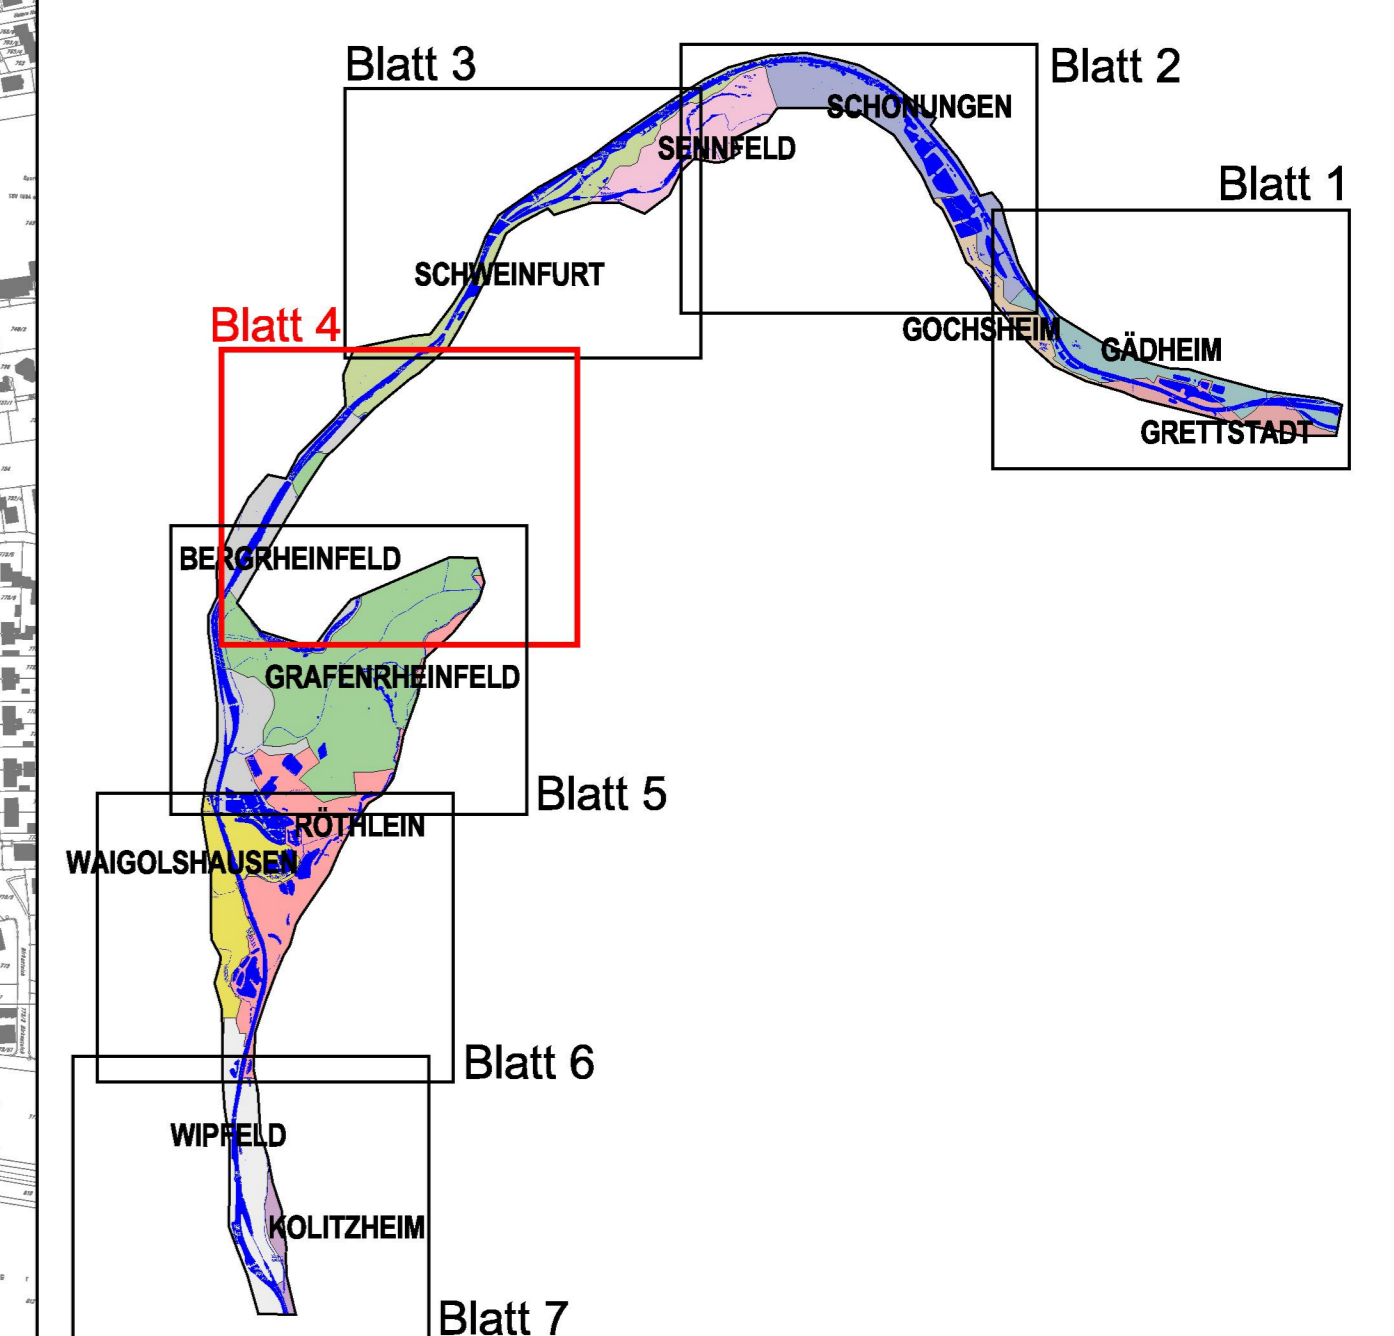 Blatt 3
Blatt 2
SCHONUNGEN
SENNFELD
Blatt 1
SCHWEINFURT
Blatt 4
GOCHSHEIM
GÄDHEIM
GRETTSTADT
BERGRHEINFELD
GRAFENRHEINFELD
Blatt 5
RÖTHLEIN
WAIGOLSHAUSEN
Blatt 6
WIPFELD
KOLITZHEIM
Blatt 7